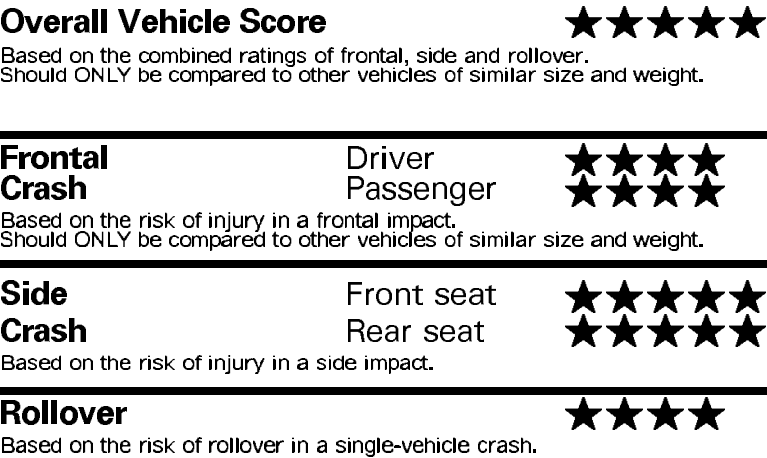 Overall Vehicle Score ★★★★★
Based on the combined ratings of frontal, side and rollover.
Should ONLY be compared to other vehicles of similar size and weight.
Frontal Driver ★★★★
Crash Passenger ★★★★
Based on the risk of injury in a frontal impact.
Should ONLY be compared to other vehicles of similar size and weight.
Side Front seat ★★★★★
Crash Rear seat ★★★★★
Based on the risk of injury in a side impact.
Rollover ★★★★
Based on the risk of rollover in a single-vehicle crash.